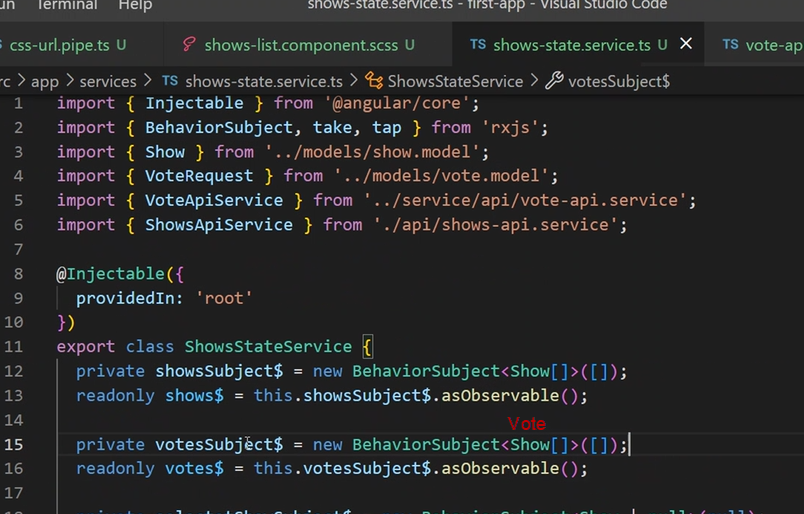 un Terminal Help shows-state.service.ts - first-app - Visual Studio Code
css-url.pipe.ts U shows-list.component.scss U TS shows-state.service.ts U × TS vote-ap
rc > app > services > TS shows-state.service.ts > ShowsStateService > votesSubject$
1 import { Injectable } from '@angular/core';
2 import { BehaviorSubject, take, tap } from 'rxjs';
3 import { Show } from '../models/show.model';
4 import { VoteRequest } from '../models/vote.model';
5 import { VoteApiService } from '../service/api/vote-api.service';
6 import { ShowsApiService } from './api/shows-api.service';
7
8 @Injectable({
9 providedIn: 'root'
10 })
11 export class ShowsStateService {
12 private showsSubject$ = new BehaviorSubject<Show[]>([]);
13 readonly shows$ = this.showsSubject$.asObservable();
14
Vote
15 private votesSubject$ = new BehaviorSubject<Show[]>([]);
16 readonly votes$ = this.votesSubject$.asObservable();
17